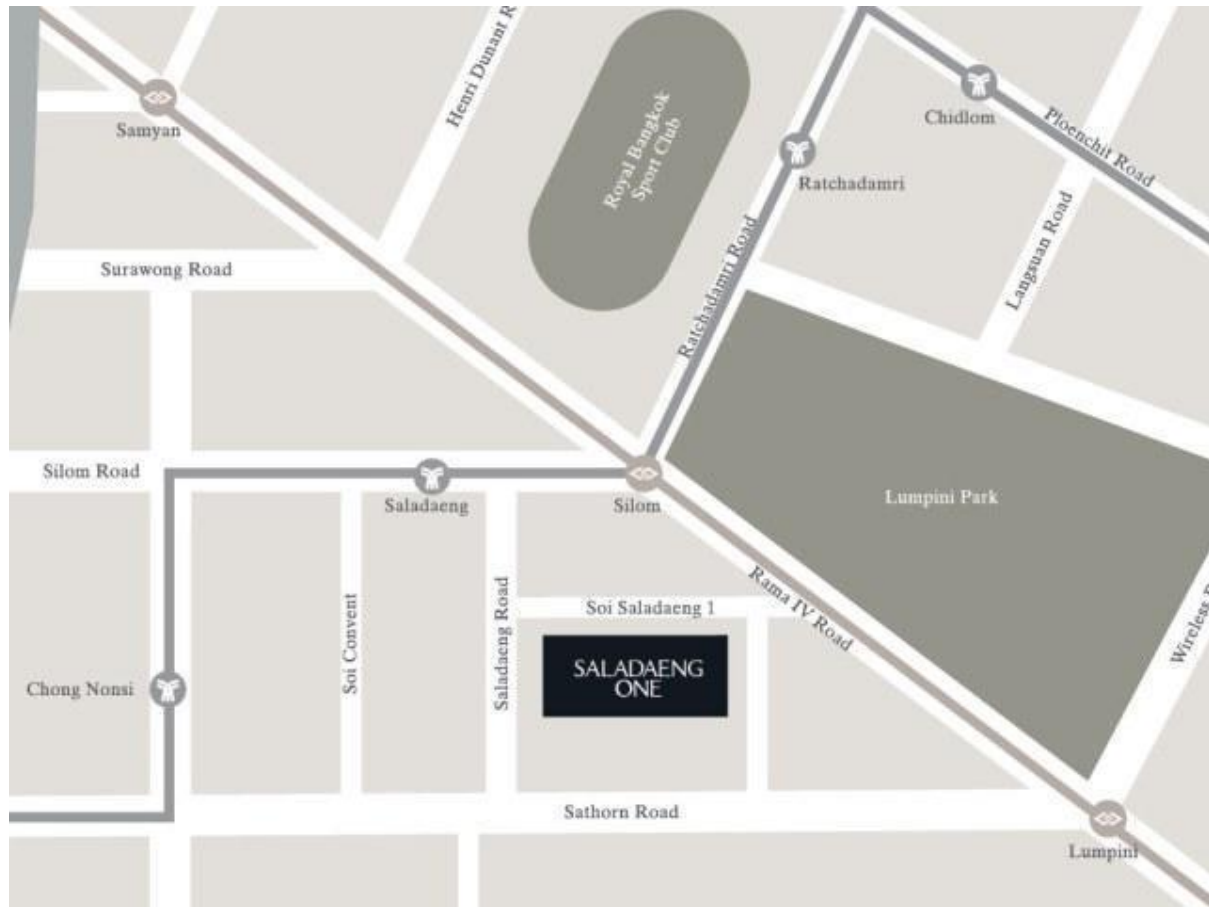 Henri Dunant R
Samyan
Royal Bangkok
Sport Club
Chidlom
Ploenchit Road
Ratchadamri
Langsuan Road
Surawong Road
Ratchadamri Road
Silom Road
Saladaeng
Silom
Lumpini Park
Rama IV Road
Soi Saladaeng 1
Soi Convent
Saladaeng Road
SALADAENG
ONE
Wireless
Chong Nonsi
Sathorn Road
Lumpini